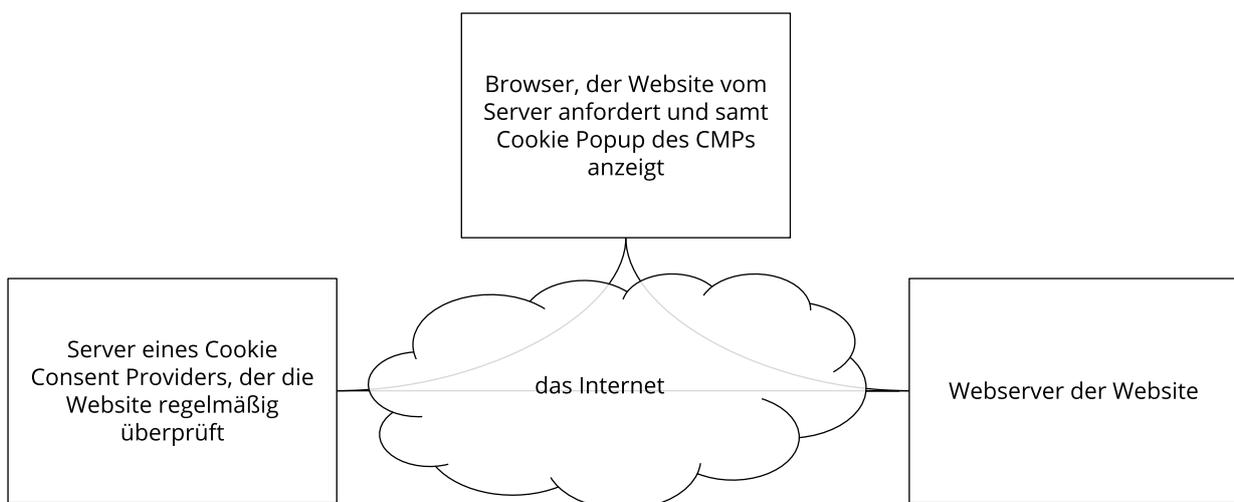 Browser, der Website vom
Server anfordert und samt
Cookie Popup des CMPs
anzeigt
Server eines Cookie
Consent Providers, der die
Website regelmäßig
überprüft
das Internet
Webserver der Website